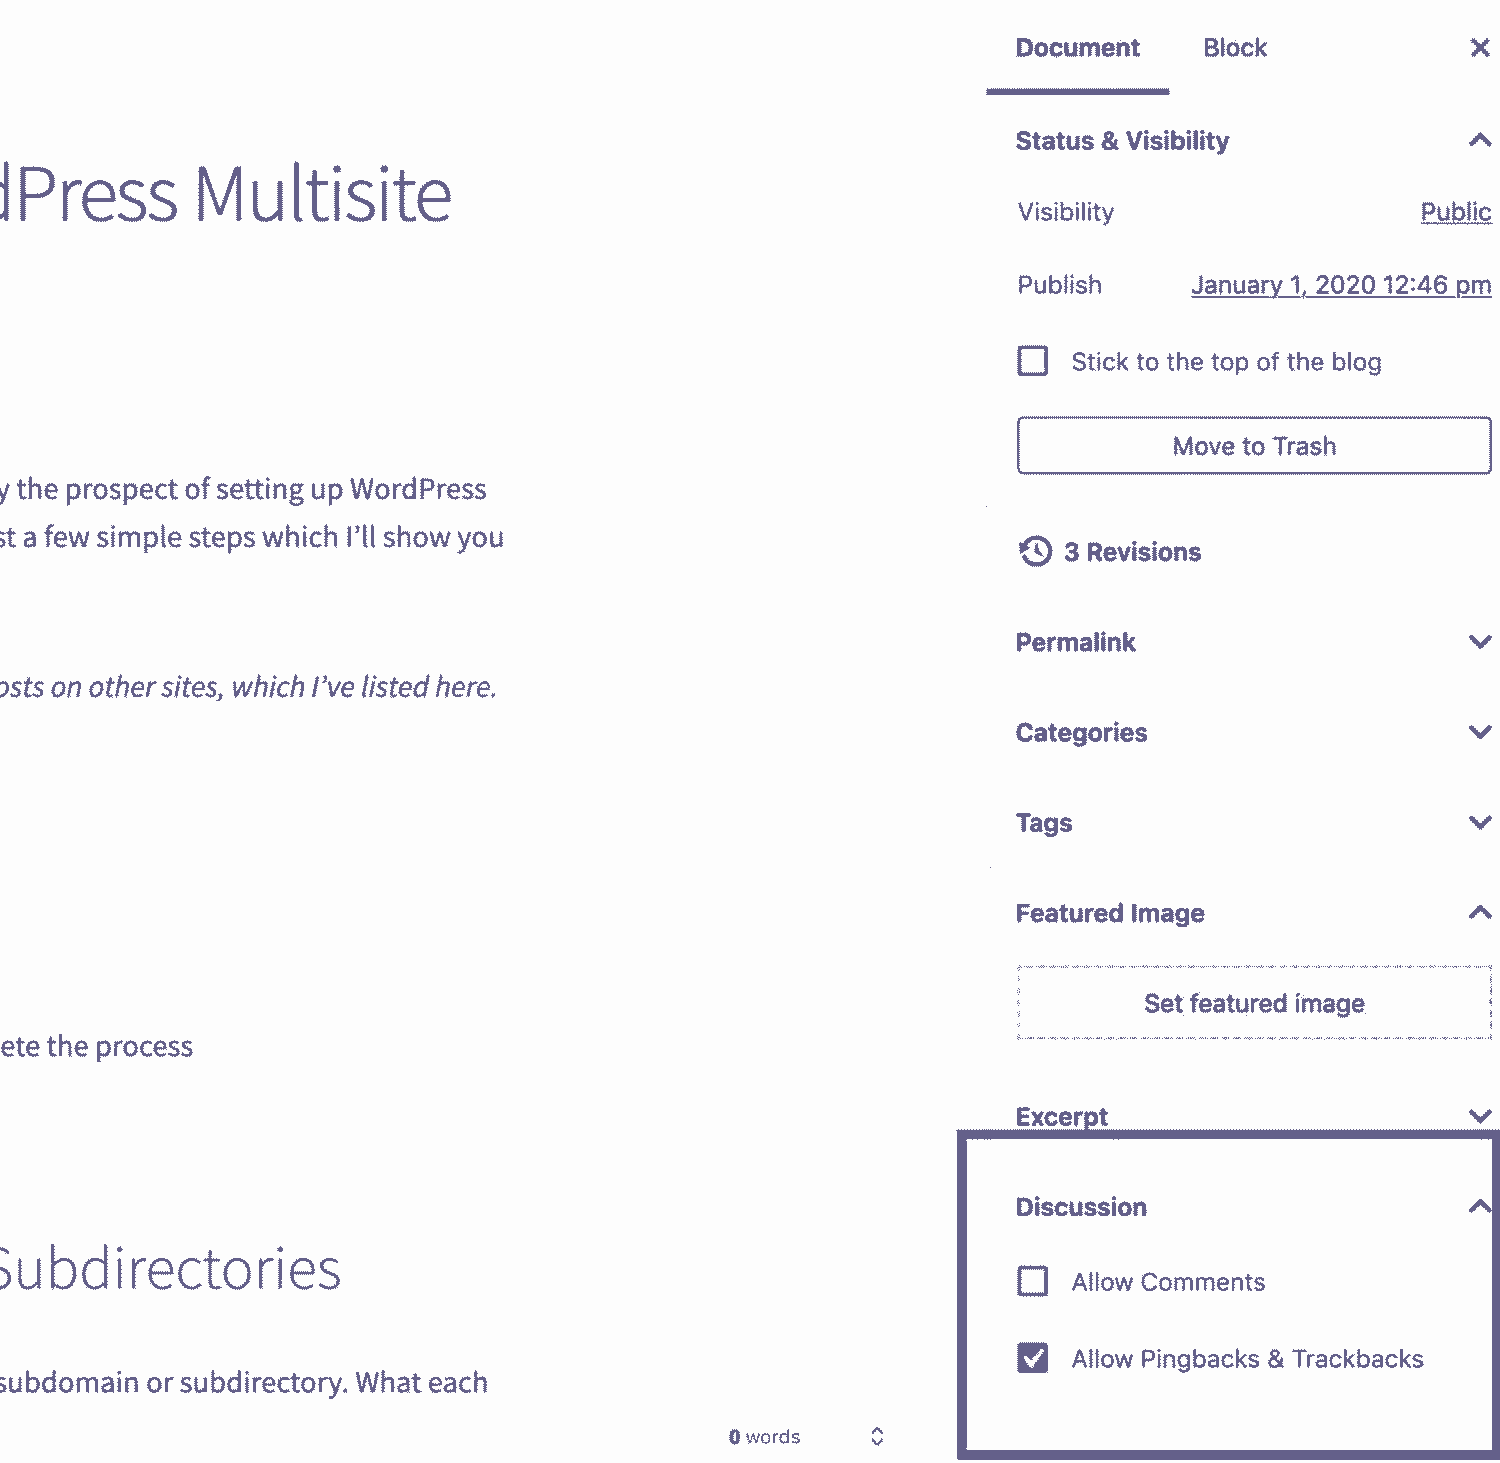 dPress Multisite
y the prospect of setting up WordPress
st a few simple steps which I'll show you
osts on other sites, which I've listed here.
ete the process
Subdirectories
subdomain or subdirectory. What each
0 words
Document Block
Status & Visibility
Visibility Public
Publish January 1, 2020 12:46 pm
Stick to the top of the blog
Move to Trash
3 Revisions
Permalink
Categories
Tags
Featured Image
Set featured image
Excerpt
Discussion
Allow Comments
Allow Pingbacks & Trackbacks